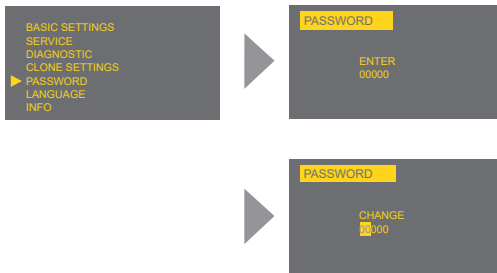 BASIC SETTINGS
SERVICE
DIAGNOSTIC
CLONE SETTINGS
PASSWORD
LANGUAGE
INFO
PASSWORD
ENTER
00000
PASSWORD
CHANGE
00000